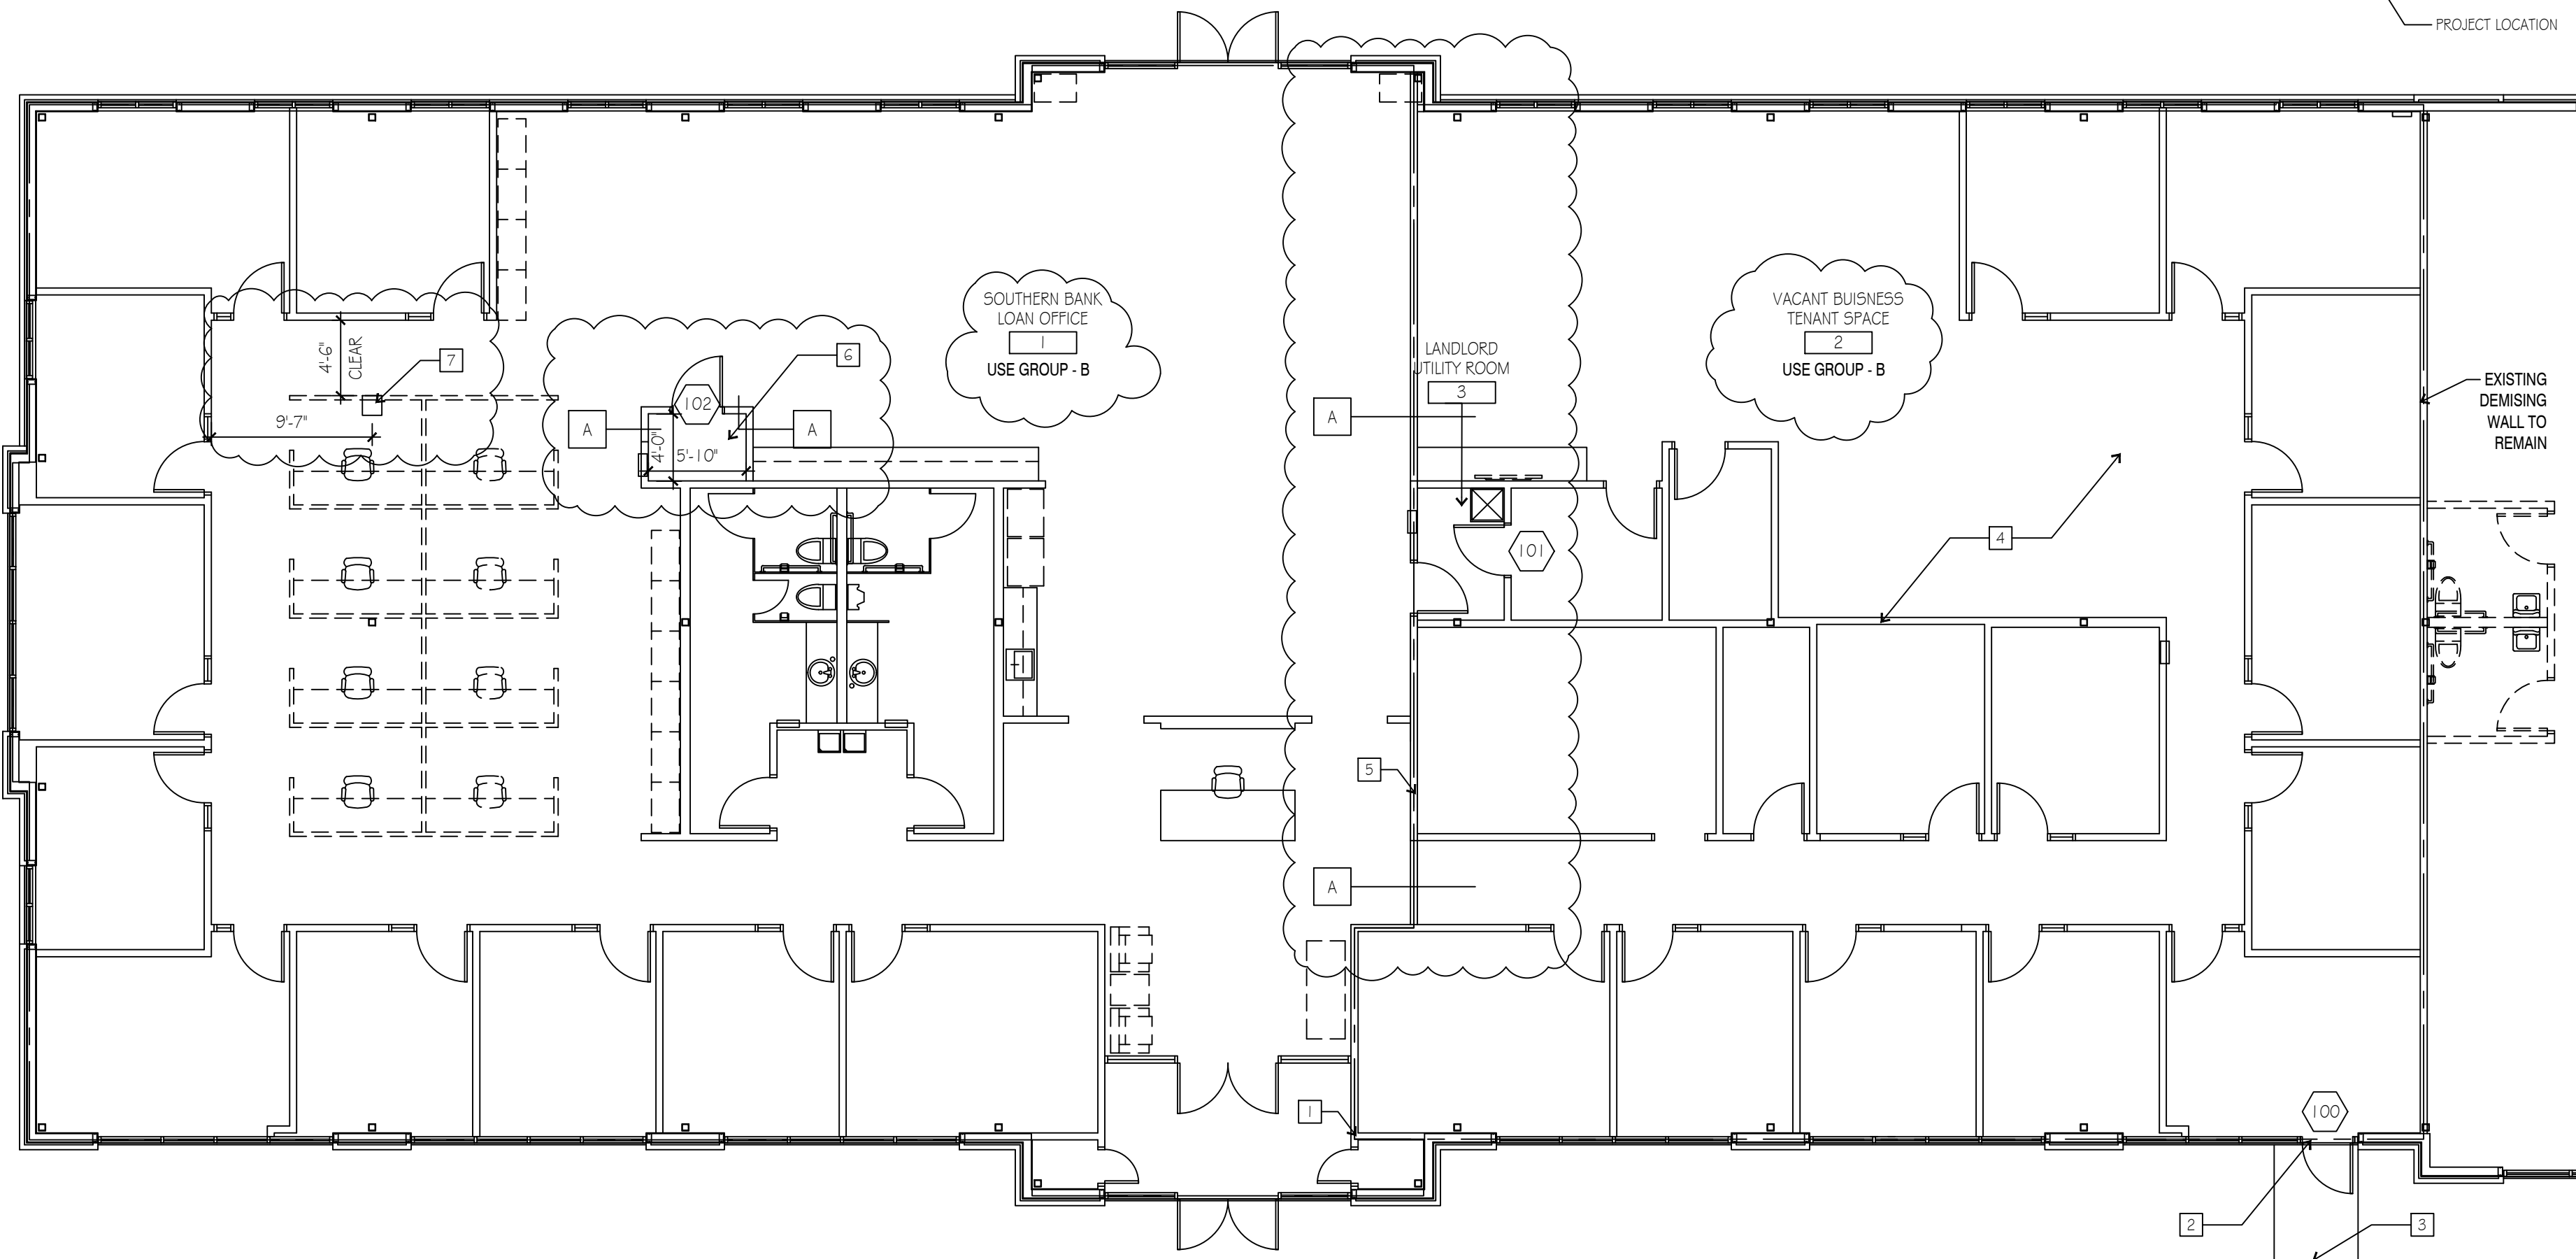 PROJECT LOCATION
SOUTHERN BANK
LOAN OFFICE
1
USE GROUP - B
VACANT BUISNESS
TENANT SPACE
2
USE GROUP - B
LANDLORD
UTILITY ROOM
3
EXISTING
DEMISING
WALL TO
REMAIN
4'-6"
CLEAR
7
9'-7"
6
102
A
A
4'-0"
5'-10"
A
101
4
5
A
1
100
2
3